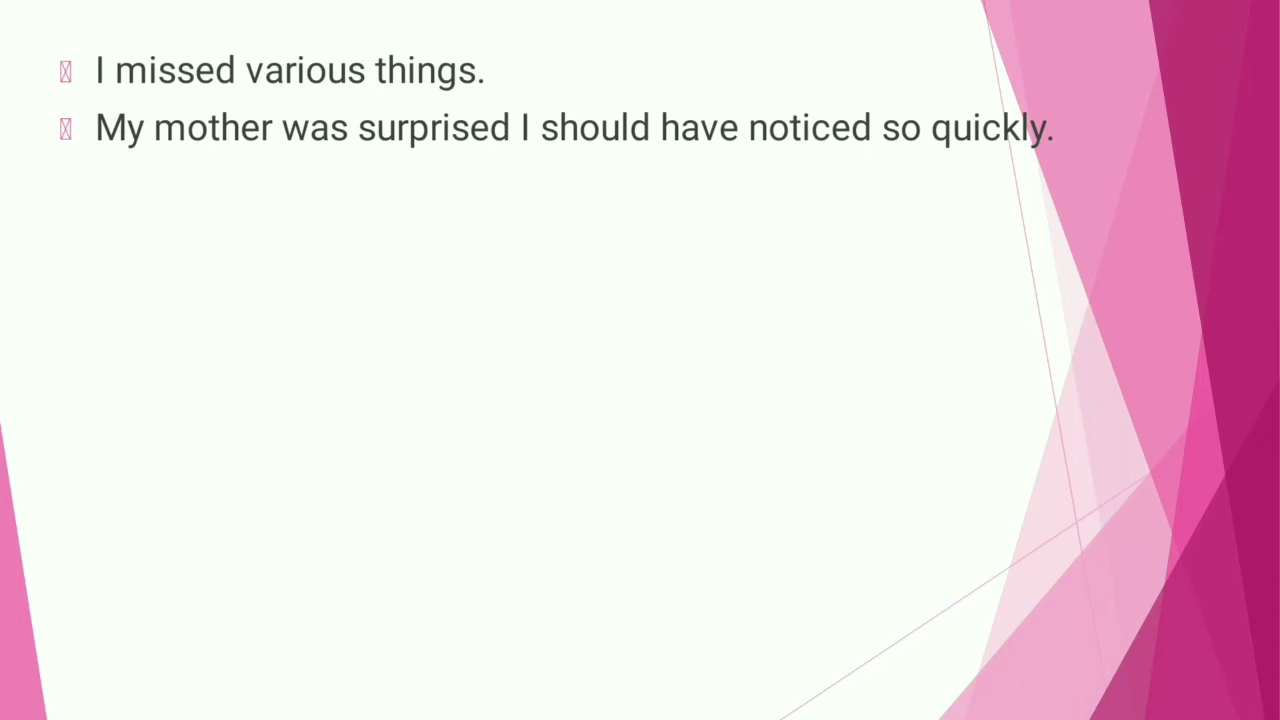 I missed various things.
My mother was surprised I should have noticed so quickly.